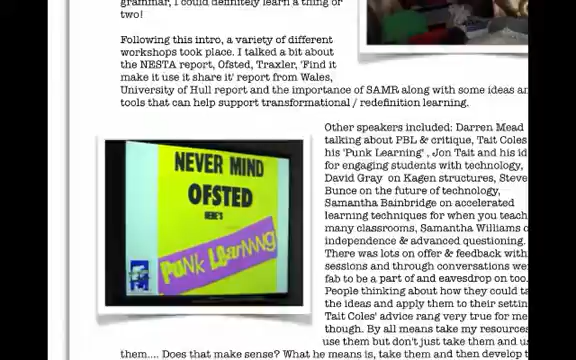 grammar, I could definitely learn a thing or
two!
Following this intro, a variety of different
workshops took place. I talked a bit about
the NESTA report, Ofsted, Traxler, 'Find it
make it use it share it' report from Wales,
University of Hull report and the importance of SAMR along with some ideas an
tools that can help support transformational / redefinition learning.
NEVER MIND
OFSTED
HERE'S
PUNK LEARNING
Other speakers included: Darren Mead
talking about PBL & critique, Tait Coles
his 'Punk Learning' , Jon Tait and his id
for engaging students with technology,
David Gray on Kagen structures, Steve
Bunce on the future of technology,
Samantha Bainbridge on accelerated
learning techniques for when you teach
many classrooms, Samantha Williams o
independence & advanced questioning.
There was lots on offer & feedback with
sessions and through conversations we
fab to be a part of and eavesdrop on too.
People thinking about how they could ta
the ideas and apply them to their settin
Tait Coles' advice rang very true for me
though. By all means take my resources
use them but don't just take them and u
them.... Does that make sense? What he means is, take them and then develop t